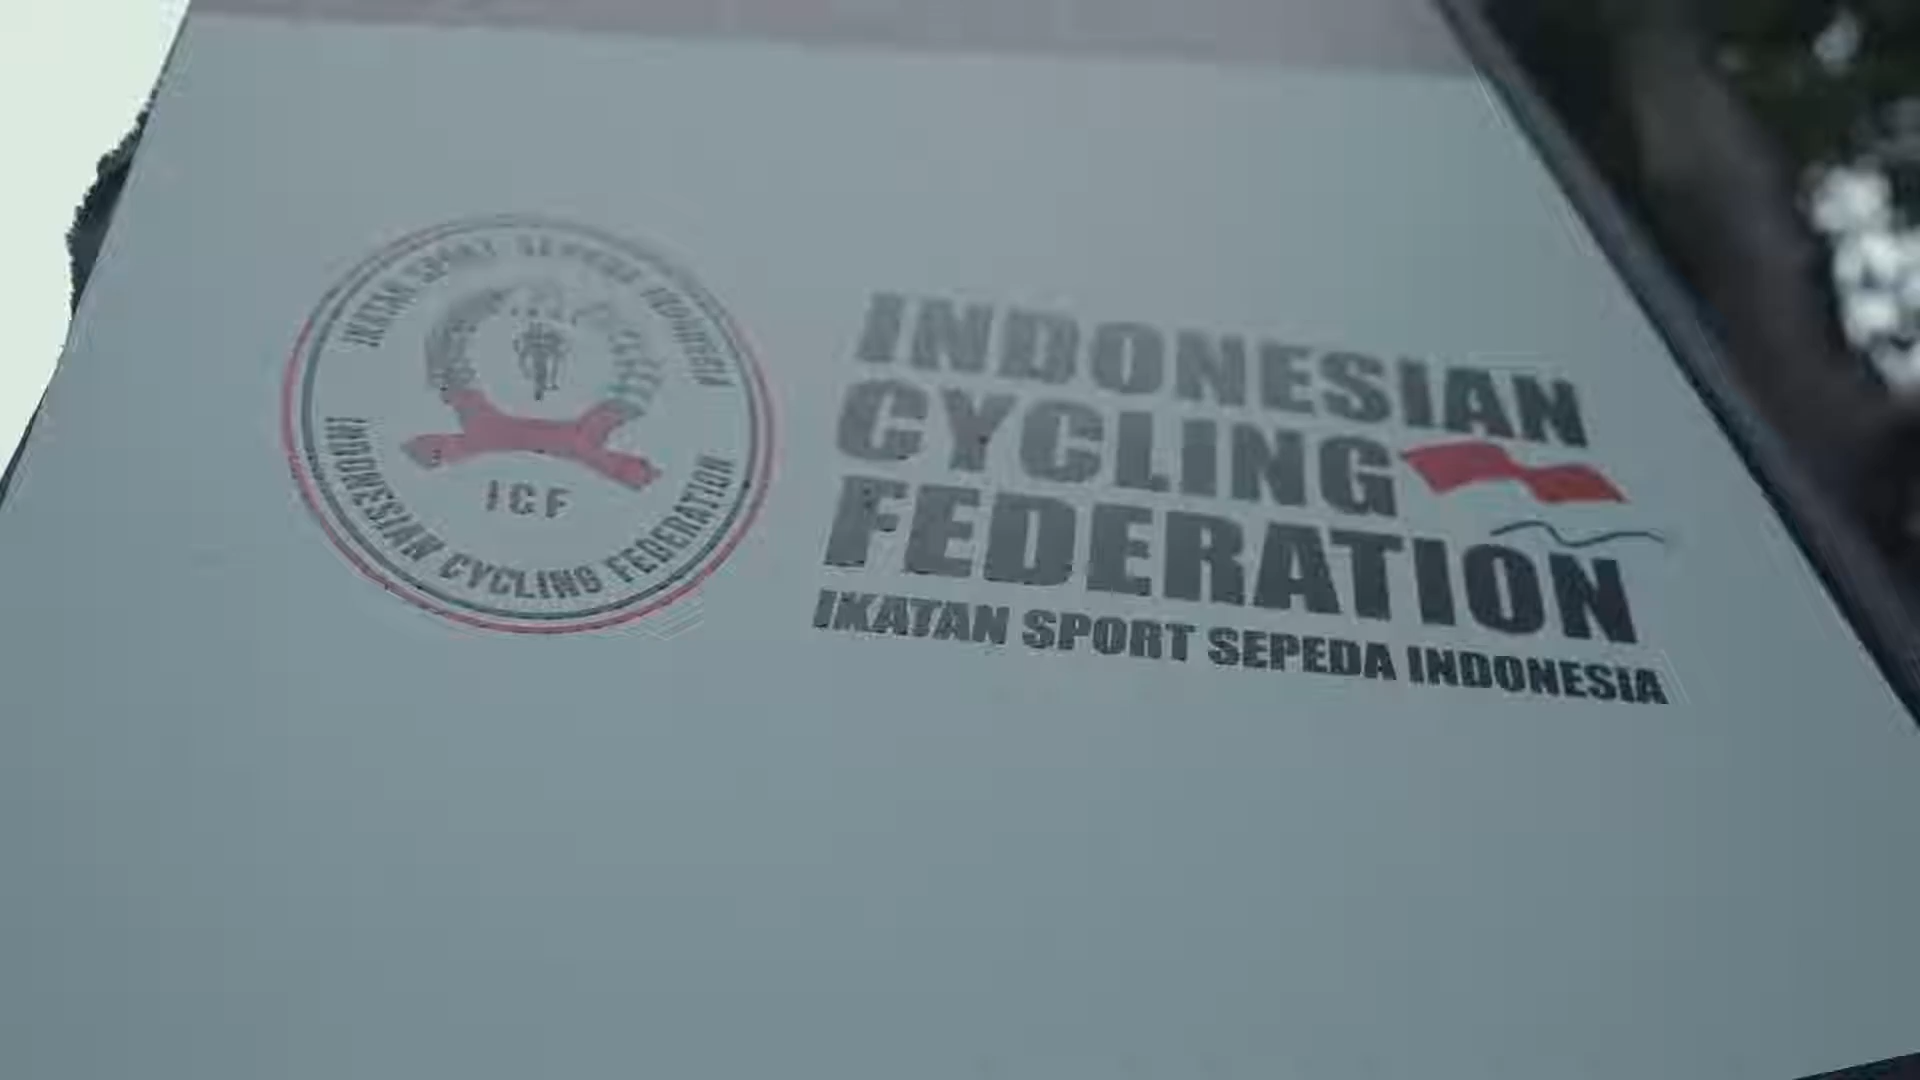 IKATAN SPORT SEPEDA INDONESIA
ICF
INDONESIAN CYCLING FEDERATION
INDONESIAN
CYCLING
FEDERATION
IKATAN SPORT SEPEDA INDONESIA